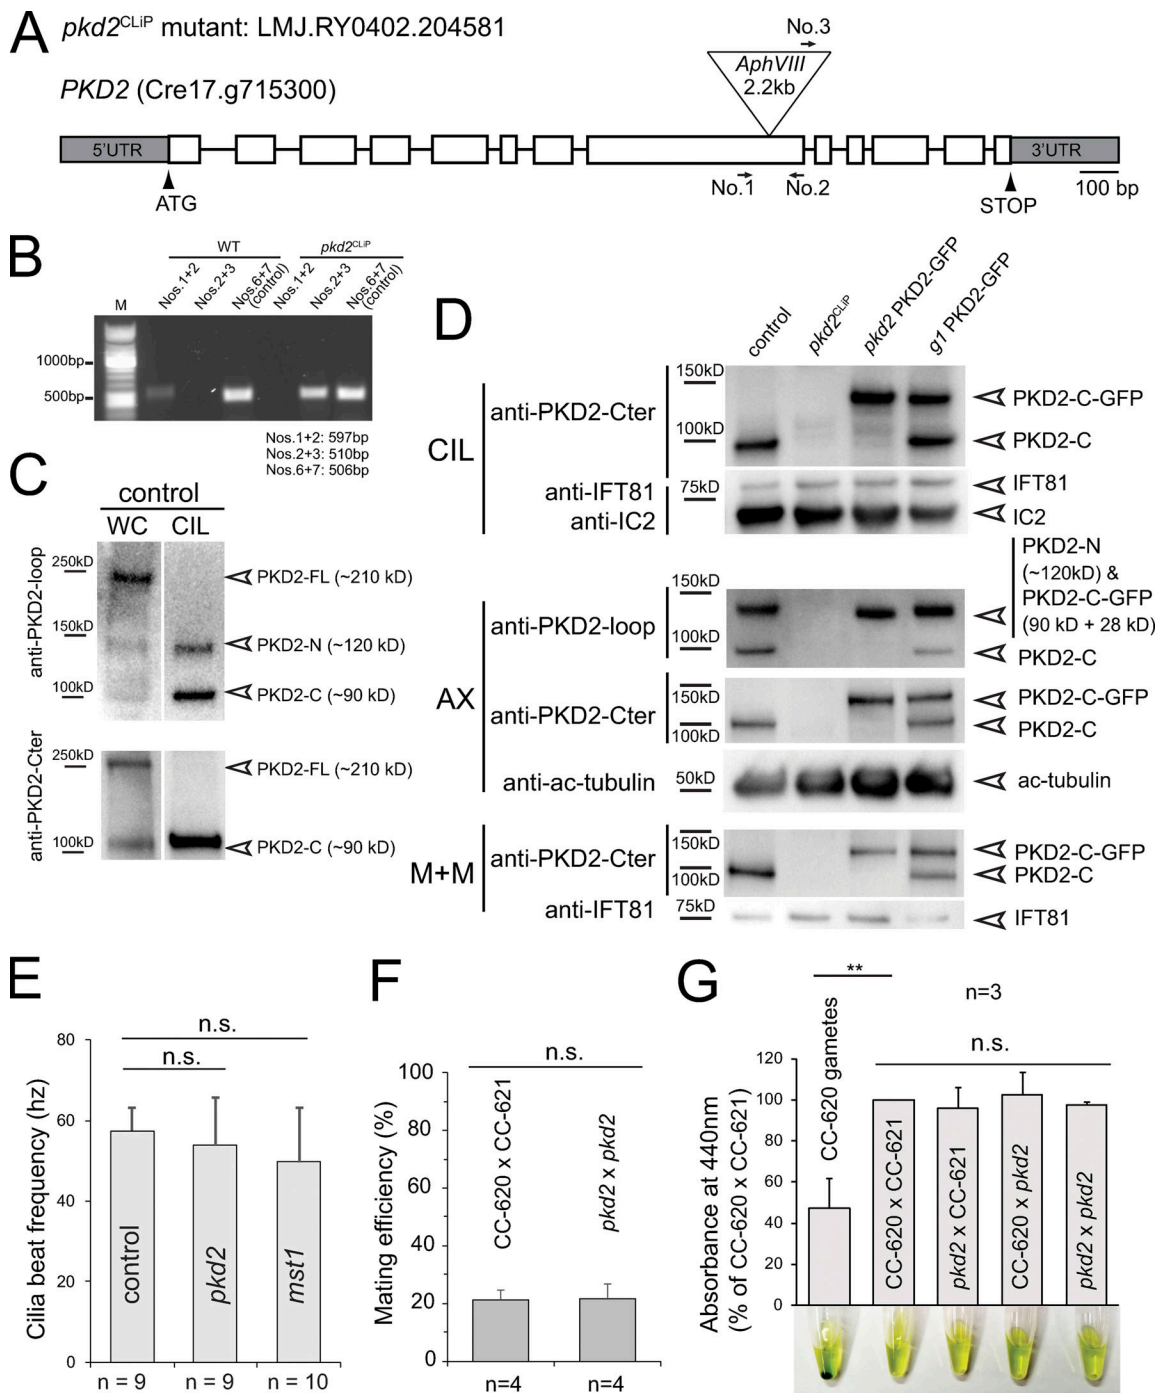 A
pkd2CLiP mutant: LMJ.RY0402.204581
No.3
PKD2 (Cre17.g715300)
AphVIII
2.2kb
5'UTR
3'UTR
No.1
No.2
ATG
STOP
100 bp
B
WT
pkd2CLiP
M
Nos.1+2
Nos.2+3
Nos.6+7
(control)
Nos.1+2
Nos.2+3
Nos.6+7
(control)
1000bp
500bp
Nos.1+2: 597bp
Nos.2+3: 510bp
Nos.6+7: 506bp
C
control
WC
CIL
anti-PKD2-loop
250kD
150kD
100kD
PKD2-FL (~210 kD)
PKD2-N (~120 kD)
PKD2-C (~90 kD)
anti-PKD2-Cter
250kD
100kD
PKD2-FL (~210 kD)
PKD2-C (~90 kD)
D
control
pkd2CLiP
pkd2 PKD2-GFP
g1 PKD2-GFP
CIL
anti-PKD2-Cter
150kD
100kD
PKD2-C-GFP
PKD2-C
anti-IFT81
anti-IC2
75kD
IFT81
IC2
AX
anti-PKD2-loop
150kD
100kD
PKD2-N
(~120kD) &
PKD2-C-GFP
(90 kD + 28 kD)
PKD2-C
anti-PKD2-Cter
150kD
100kD
PKD2-C-GFP
PKD2-C
anti-ac-tubulin
50kD
ac-tubulin
M+M
anti-PKD2-Cter
150kD
100kD
PKD2-C-GFP
PKD2-C
anti-IFT81
75kD
IFT81
E
Cilia beat frequency (hz)
80
60
40
20
0
n.s.
n.s.
control
pkd2
mst1
n = 9
n = 9
n = 10
F
Mating efficiency (%)
100
80
60
40
20
0
n.s.
CC-620 x CC-621
pkd2 x pkd2
n=4
n=4
G
Absorbance at 440nm
(% of CC-620 x CC-621)
120
100
80
60
40
20
0
**
n=3
n.s.
CC-620 gametes
CC-620 x CC-621
pkd2 x CC-621
CC-620 x pkd2
pkd2 x pkd2